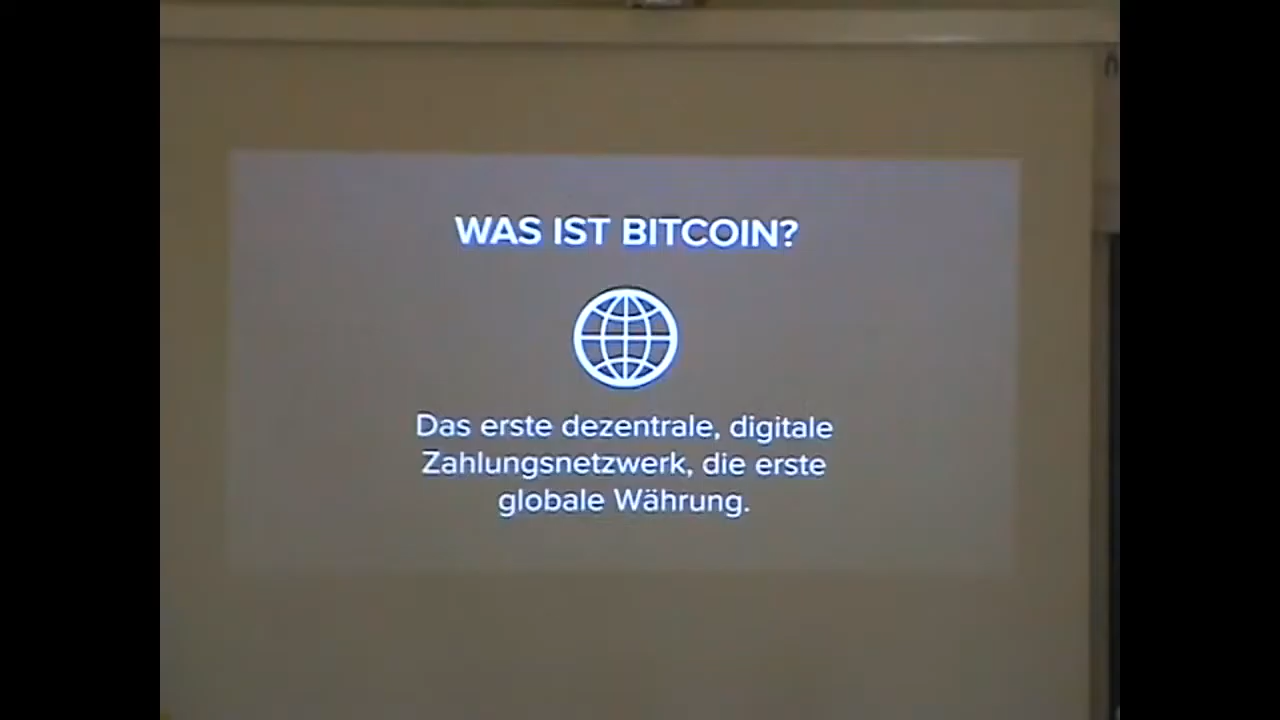 WAS IST BITCOIN?
Das erste dezentrale, digitale
Zahlungsnetzwerk, die erste
globale Währung.